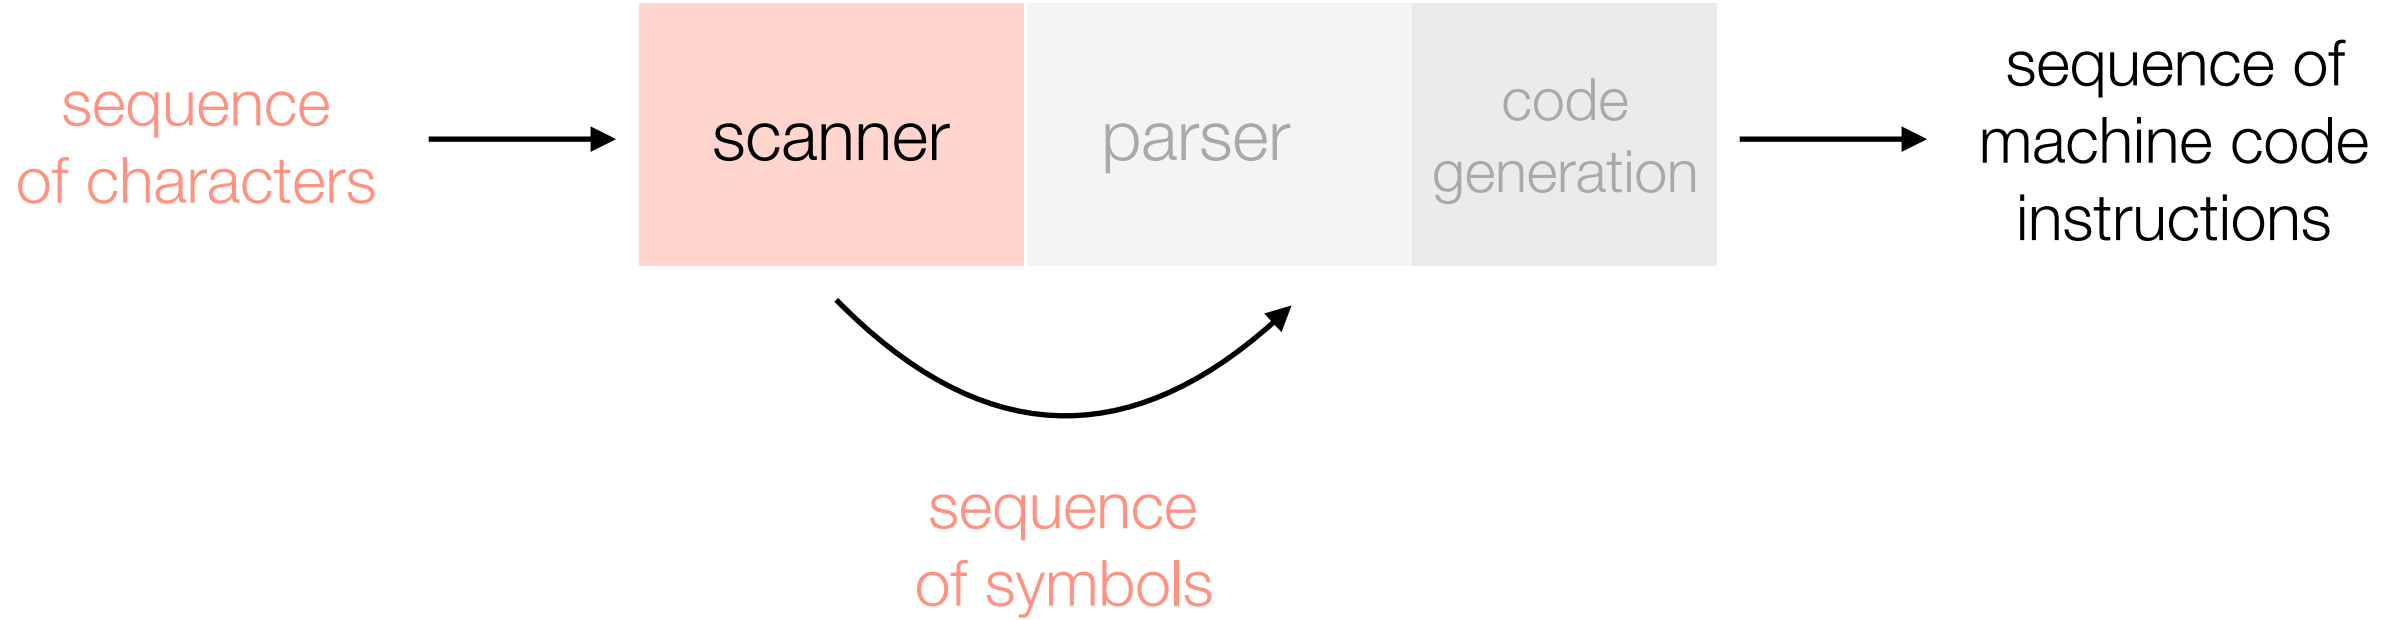 sequence
of characters
scanner
parser
code
generation
sequence of
machine code
instructions
sequence
of symbols